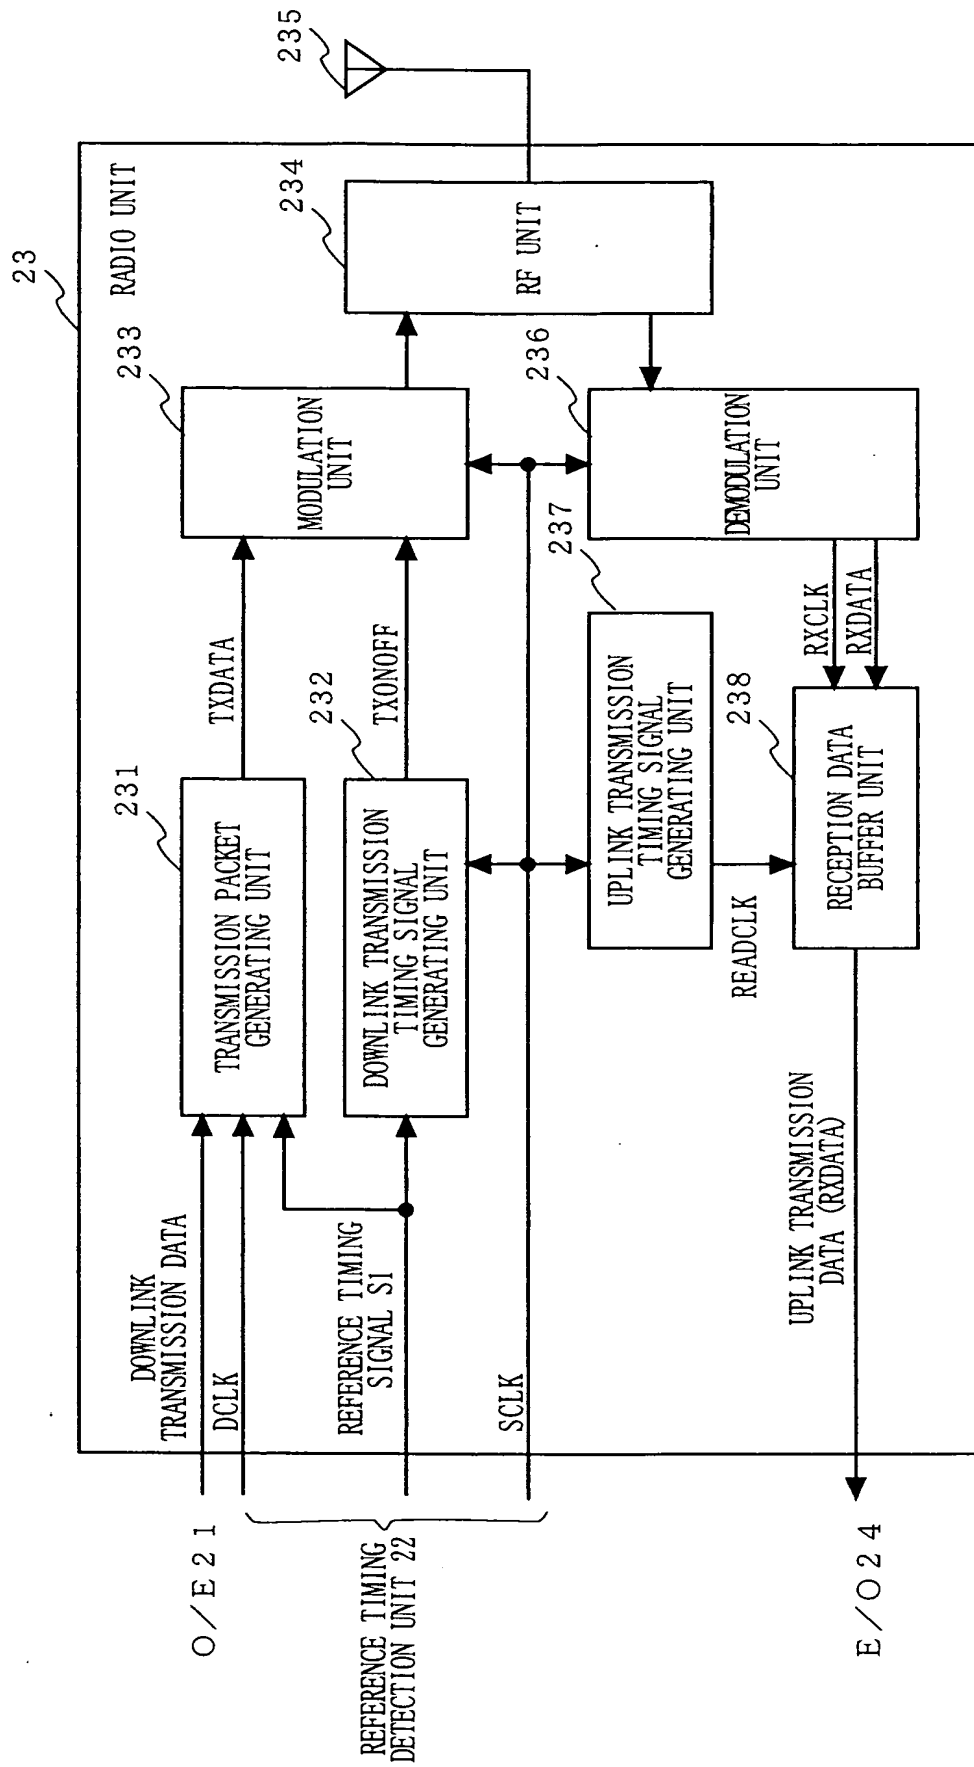 23
RADIO UNIT
235
234
RF UNIT
233
MODULATION
UNIT
236
DEMODULATION
UNIT
TXDATA
TXONOFF
237
RXCLK
RXDATA
231
TRANSMISSION PACKET
GENERATING UNIT
232
DOWNLINK TRANSMISSION
TIMING SIGNAL
GENERATING UNIT
UPLINK TRANSMISSION
TIMING SIGNAL
GENERATING UNIT
238
RECEPTION DATA
BUFFER UNIT
READCLK
DOWNLINK
TRANSMISSION DATA
DCLK
REFERENCE TIMING
SIGNAL S1
SCLK
UPLINK TRANSMISSION
DATA (RXDATA)
O/E21
REFERENCE TIMING
DETECTION UNIT 22
E/O24